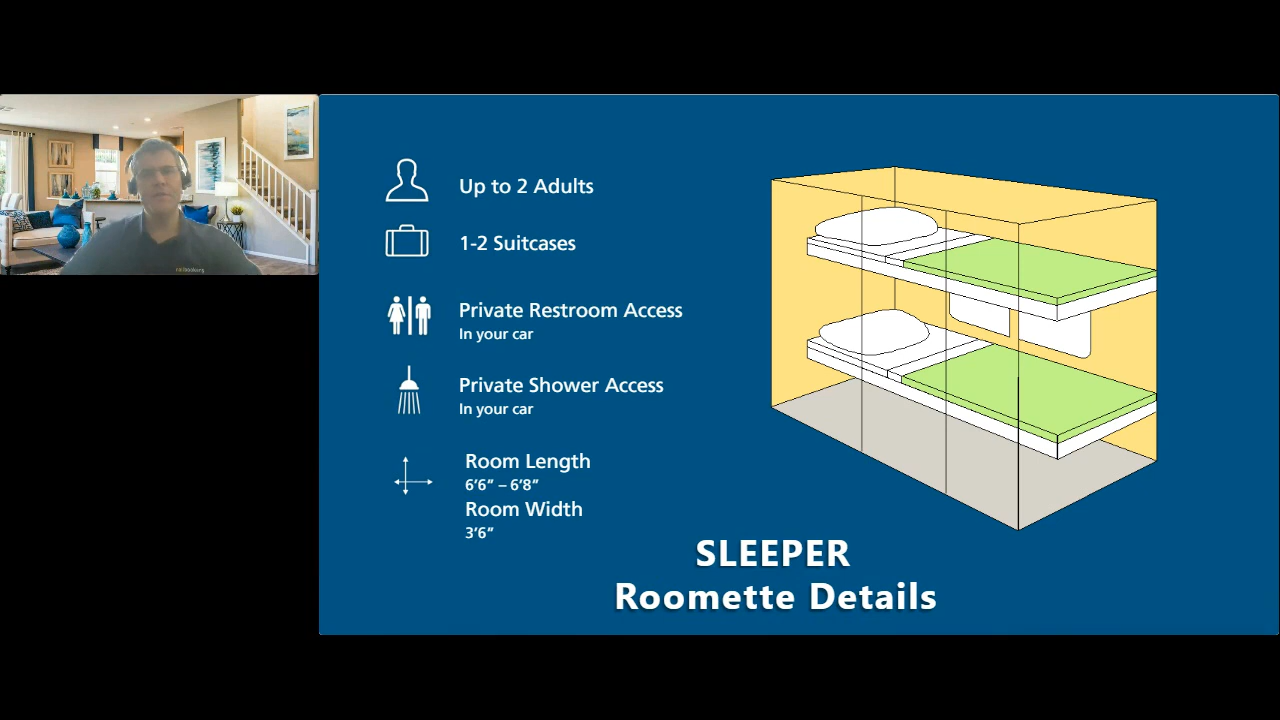 Up to 2 Adults
1-2 Suitcases
Private Restroom Access
In your car
Private Shower Access
In your car
Room Length
6’6” – 6’8”
Room Width
3’6”
SLEEPER
Roomette Details